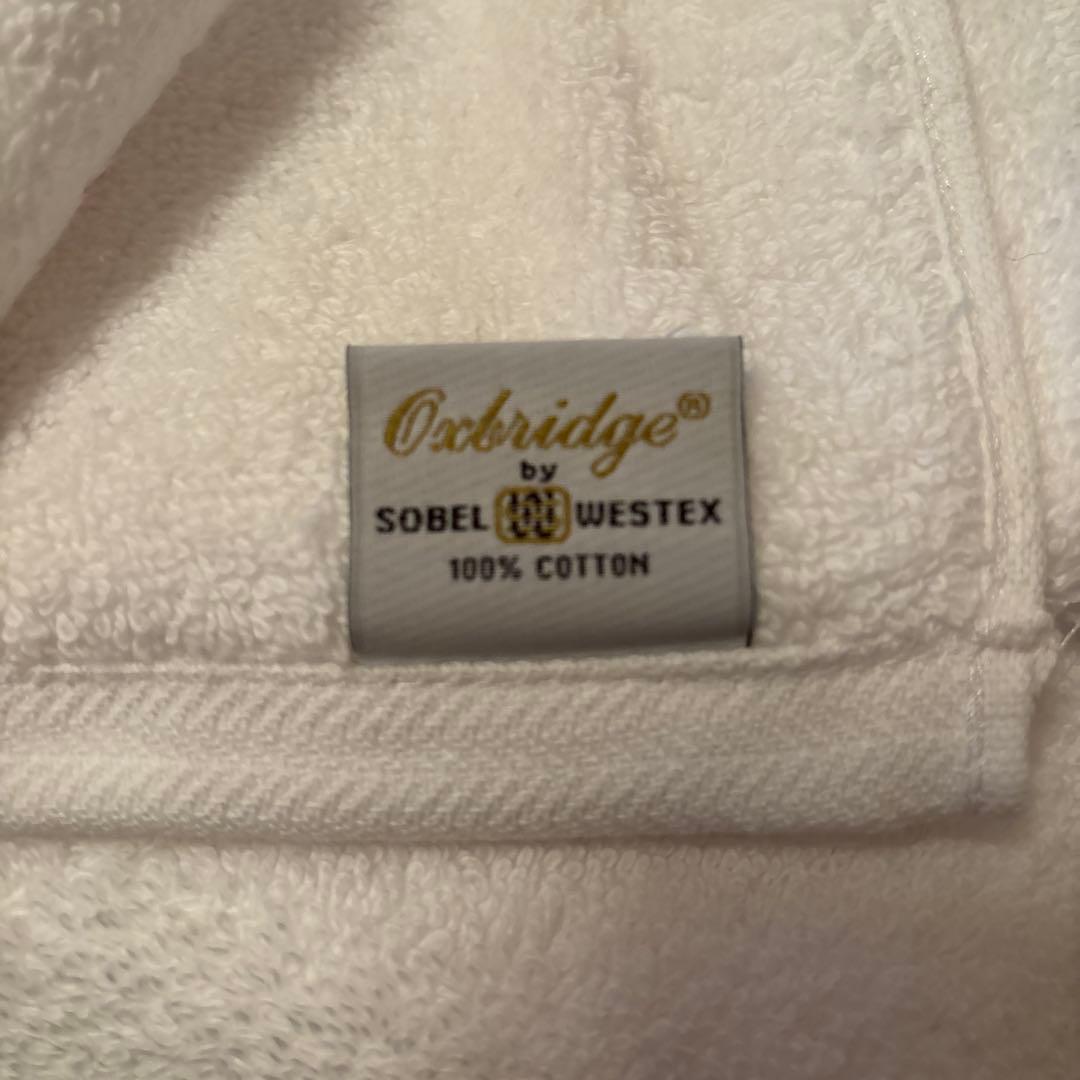 Oxbridge®
by
SOBEL WESTEX
100% COTTON